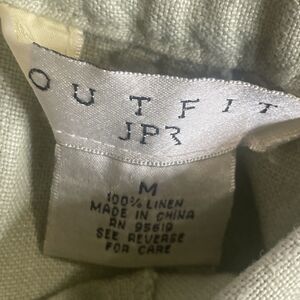 OUTFIT
JPR
M
100% LINEN
MADE IN CHINA
RN 95619
SEE REVERSE
FOR CARE